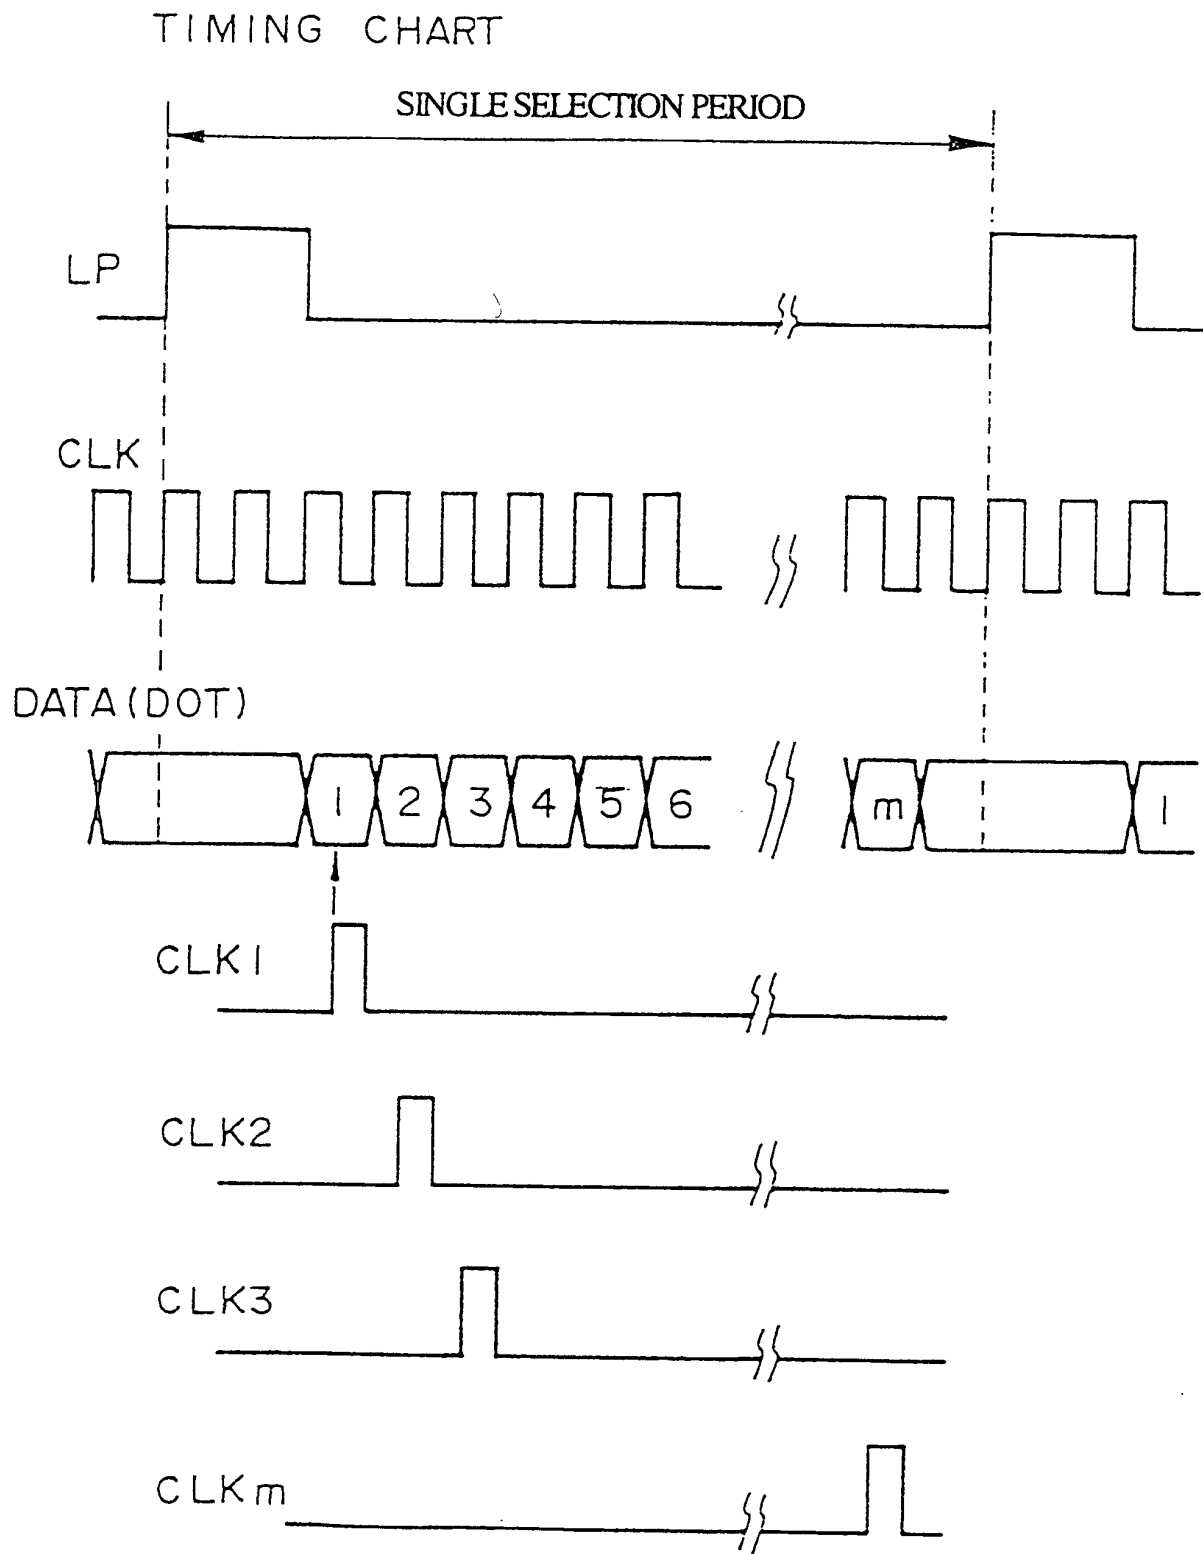 TIMING CHART
SINGLE SELECTION PERIOD
LP
CLK
DATA(DOT)
1 2 3 4 5 6 m 1
CLK1
CLK2
CLK3
CLKm